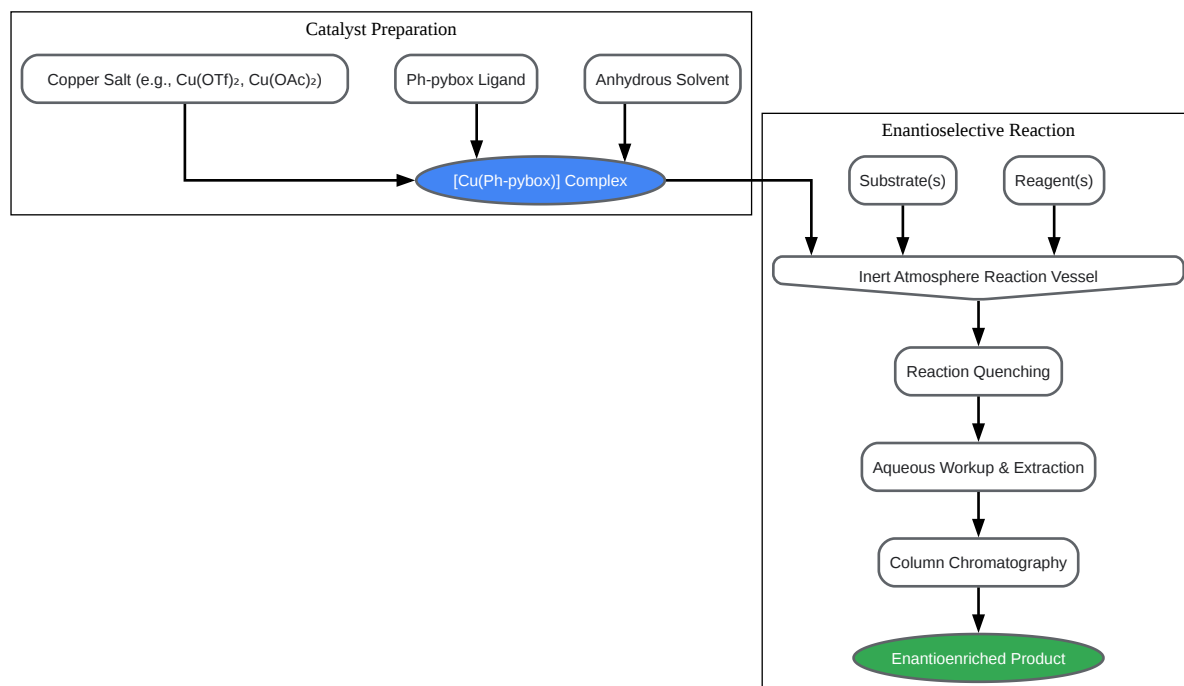 Catalyst Preparation
Copper Salt (e.g., Cu(OTf)₂, Cu(OAc)₂)
Ph-pybox Ligand
Anhydrous Solvent
[Cu(Ph-pybox)] Complex
Enantioselective Reaction
Substrate(s)
Reagent(s)
Inert Atmosphere Reaction Vessel
Reaction Quenching
Aqueous Workup & Extraction
Column Chromatography
Enantioenriched Product